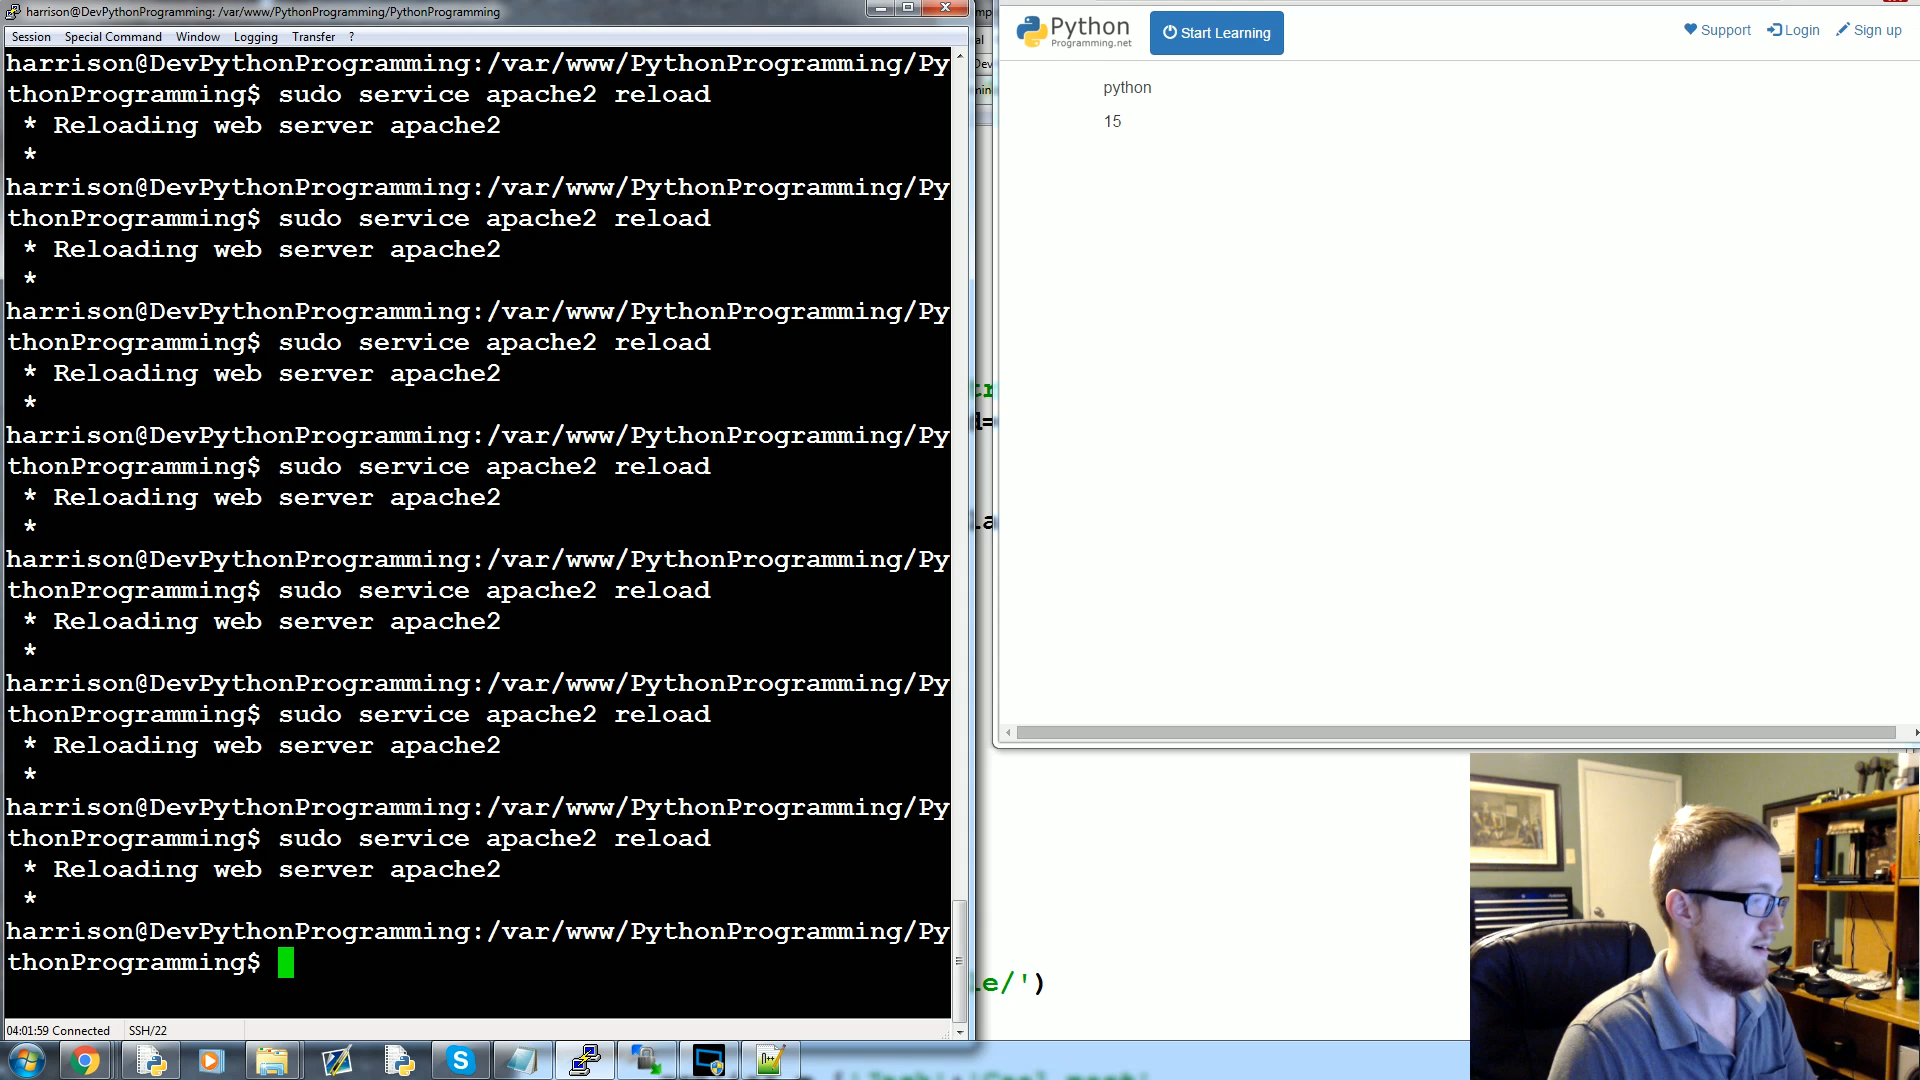 harrison@DevPythonProgramming: /var/www/PythonProgramming/PythonProgramming
Session Special Command Window Logging Transfer ?
harrison@DevPythonProgramming:/var/www/PythonProgramming/Py
thonProgramming$ sudo service apache2 reload
* Reloading web server apache2
*
harrison@DevPythonProgramming:/var/www/PythonProgramming/Py
thonProgramming$ sudo service apache2 reload
* Reloading web server apache2
*
harrison@DevPythonProgramming:/var/www/PythonProgramming/Py
thonProgramming$ sudo service apache2 reload
* Reloading web server apache2
*
harrison@DevPythonProgramming:/var/www/PythonProgramming/Py
thonProgramming$ sudo service apache2 reload
* Reloading web server apache2
*
harrison@DevPythonProgramming:/var/www/PythonProgramming/Py
thonProgramming$ sudo service apache2 reload
* Reloading web server apache2
*
harrison@DevPythonProgramming:/var/www/PythonProgramming/Py
thonProgramming$ sudo service apache2 reload
* Reloading web server apache2
*
harrison@DevPythonProgramming:/var/www/PythonProgramming/Py
thonProgramming$ sudo service apache2 reload
* Reloading web server apache2
*
harrison@DevPythonProgramming:/var/www/PythonProgramming/Py
thonProgramming$
04:01:59 Connected SSH/22
Python
Programming.net
Start Learning
Support Login Sign up
python
15
le/')